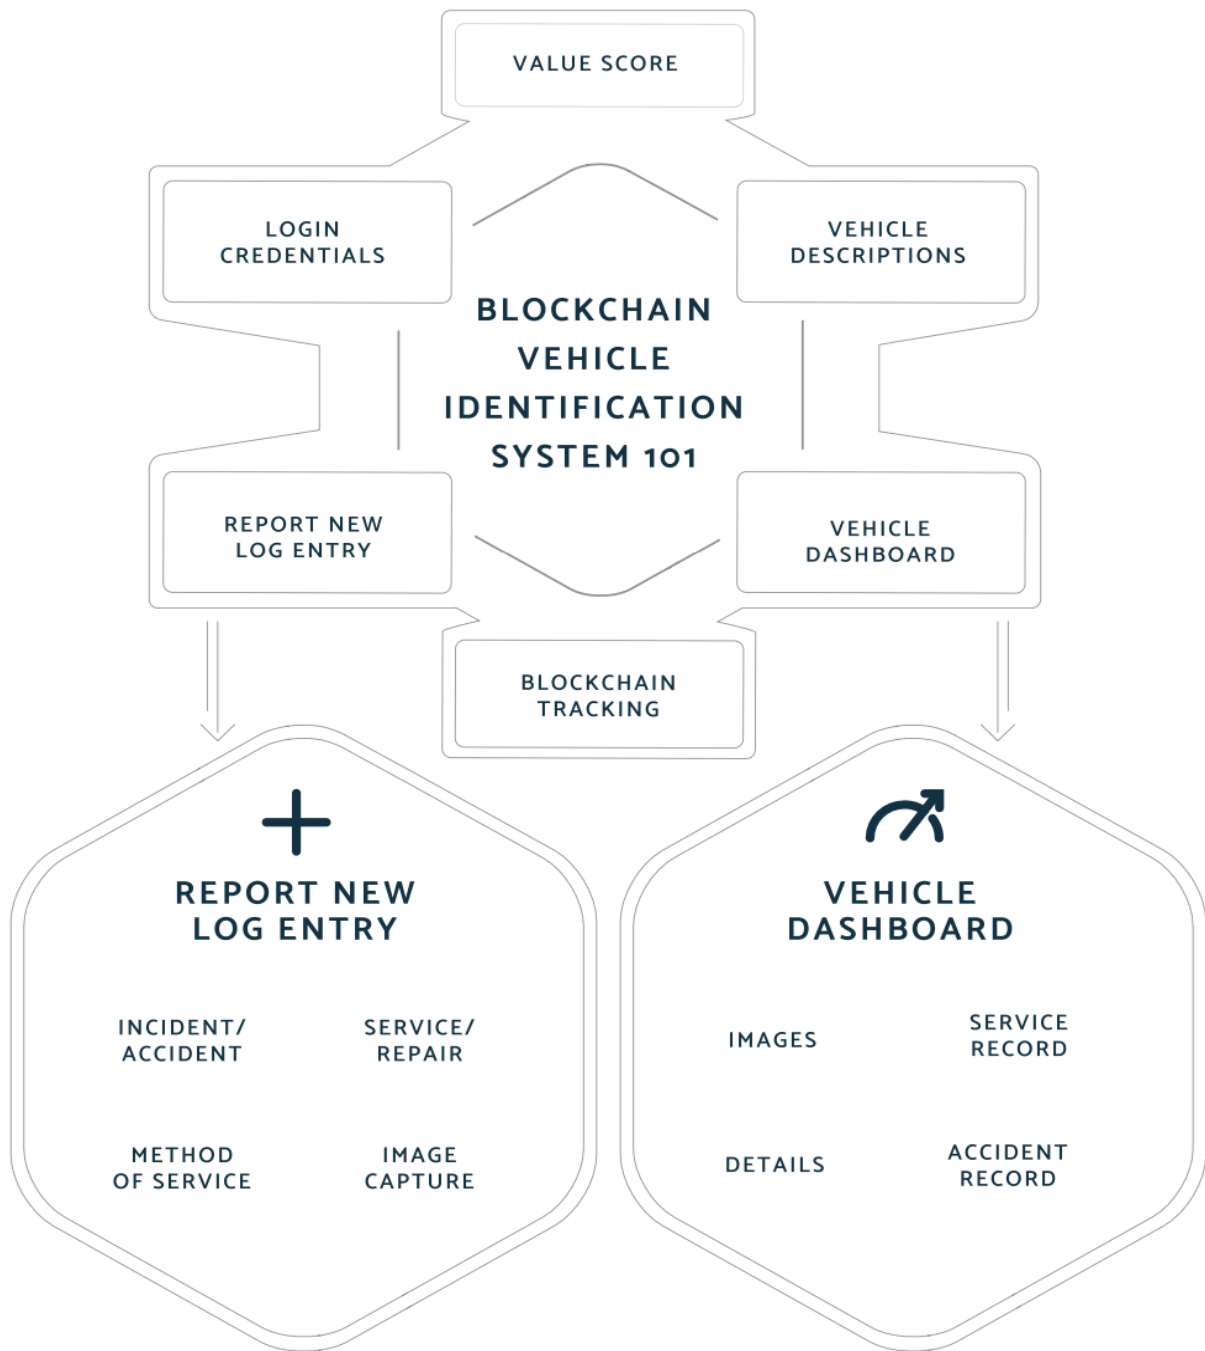 VALUE SCORE
LOGIN
CREDENTIALS
VEHICLE
DESCRIPTIONS
BLOCKCHAIN
VEHICLE
IDENTIFICATION
SYSTEM 101
REPORT NEW
LOG ENTRY
VEHICLE
DASHBOARD
BLOCKCHAIN
TRACKING
REPORT NEW
LOG ENTRY
INCIDENT/
ACCIDENT
SERVICE/
REPAIR
METHOD
OF SERVICE
IMAGE
CAPTURE
VEHICLE
DASHBOARD
IMAGES
SERVICE
RECORD
DETAILS
ACCIDENT
RECORD